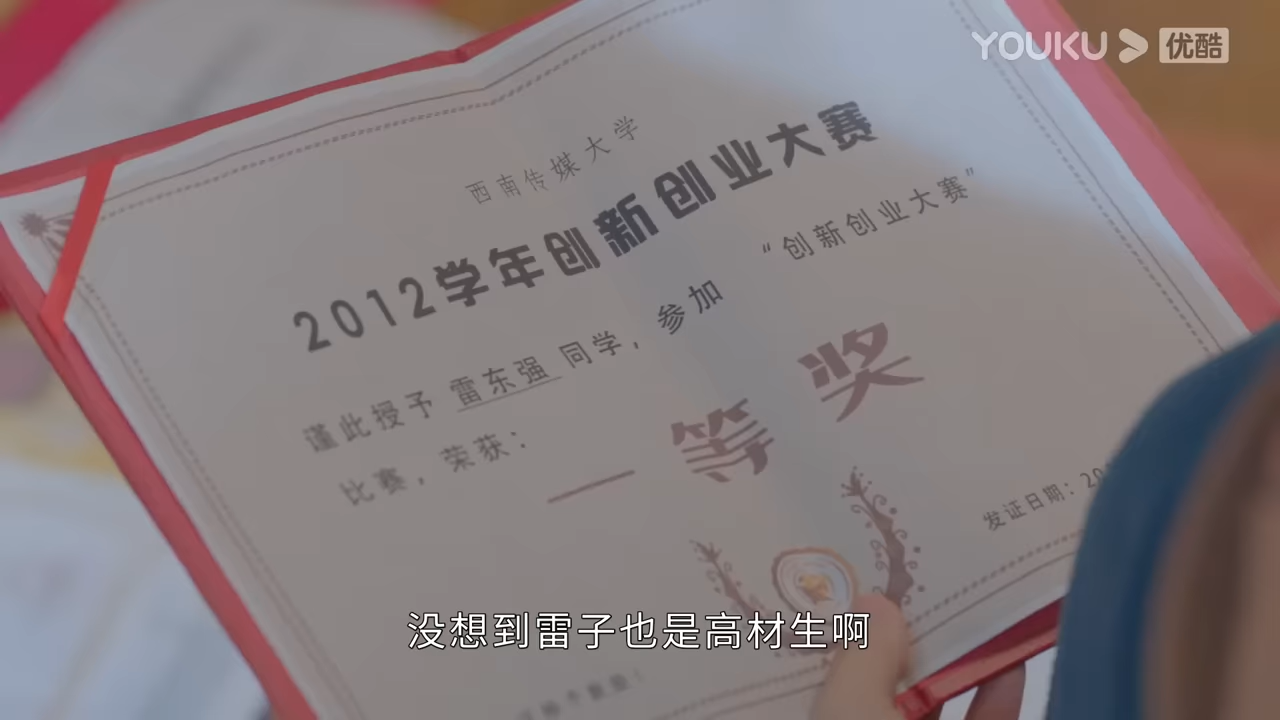 YOUKU 优酷
西南传媒大学
2012学年创新创业大赛
谨此授予 雷东强 同学，参加 “创新创业大赛”
比赛，荣获：
一等奖
发证日期：20
没想到雷子也是高材生啊